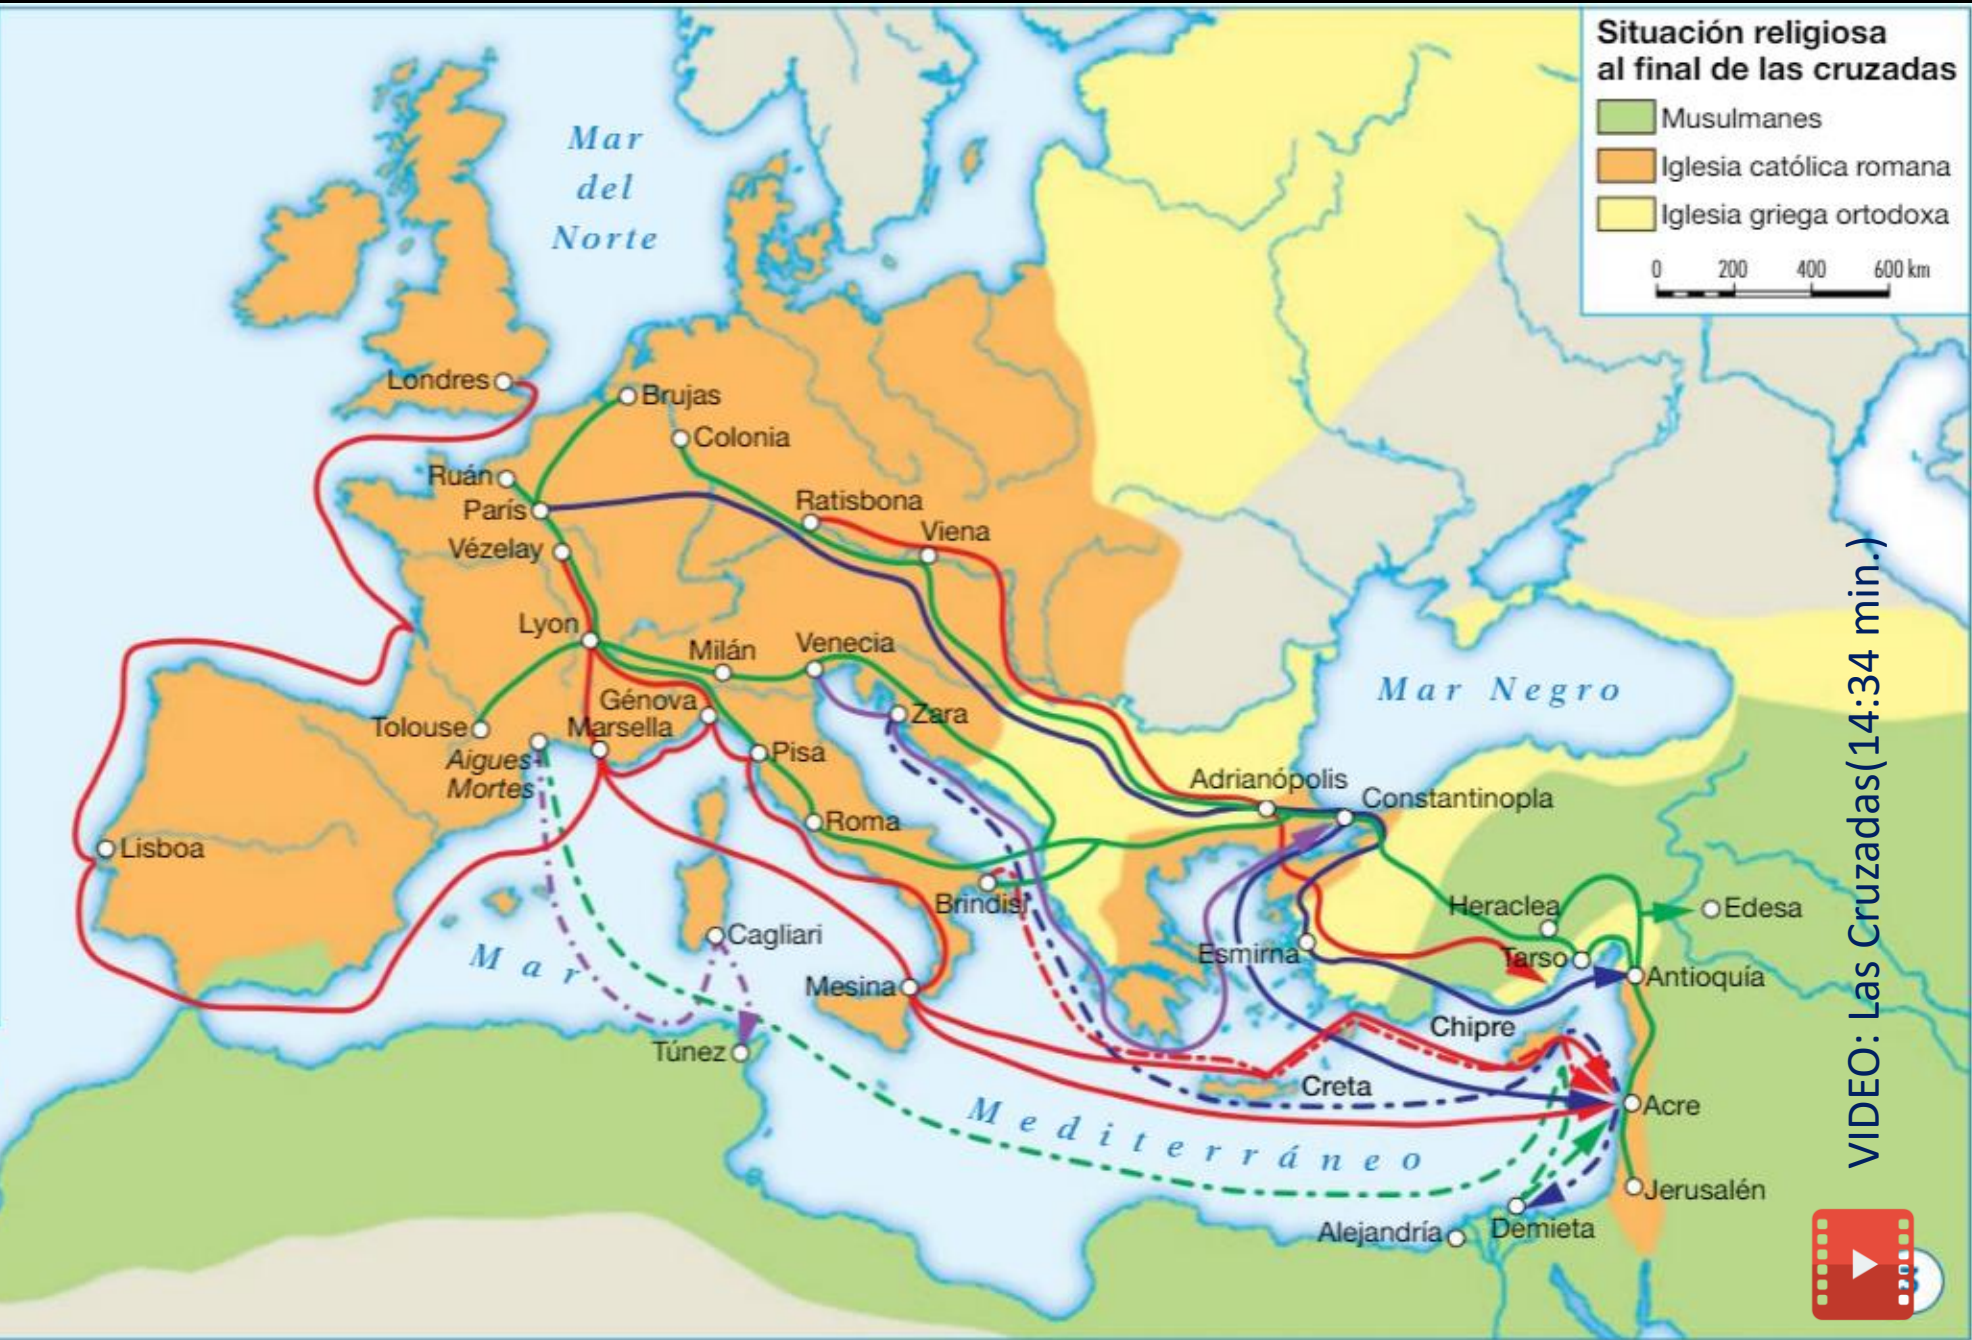 Situación religiosa
al final de las cruzadas
Musulmanes
Iglesia católica romana
Iglesia griega ortodoxa
0 200 400 600 km
Mar
del
Norte
Londres
Brujas
Colonia
Ruán
París
Ratisbona
Viena
Vézelay
Lyon
Milán
Venecia
Génova
Marsella
Tolouse
Aigues-
Mortes
Zara
Pisa
Mar Negro
Adrianópolis
Constantinopla
Roma
Lisboa
Brindisi
Heraclea
Edesa
Cagliari
Esmirna
Tarso
Antioquía
Mesina
Mar
Chipre
Túnez
Creta
Acre
Mediterráneo
Jerusalén
Alejandría
Demieta
VIDEO: Las Cruzadas(14:34 min.)